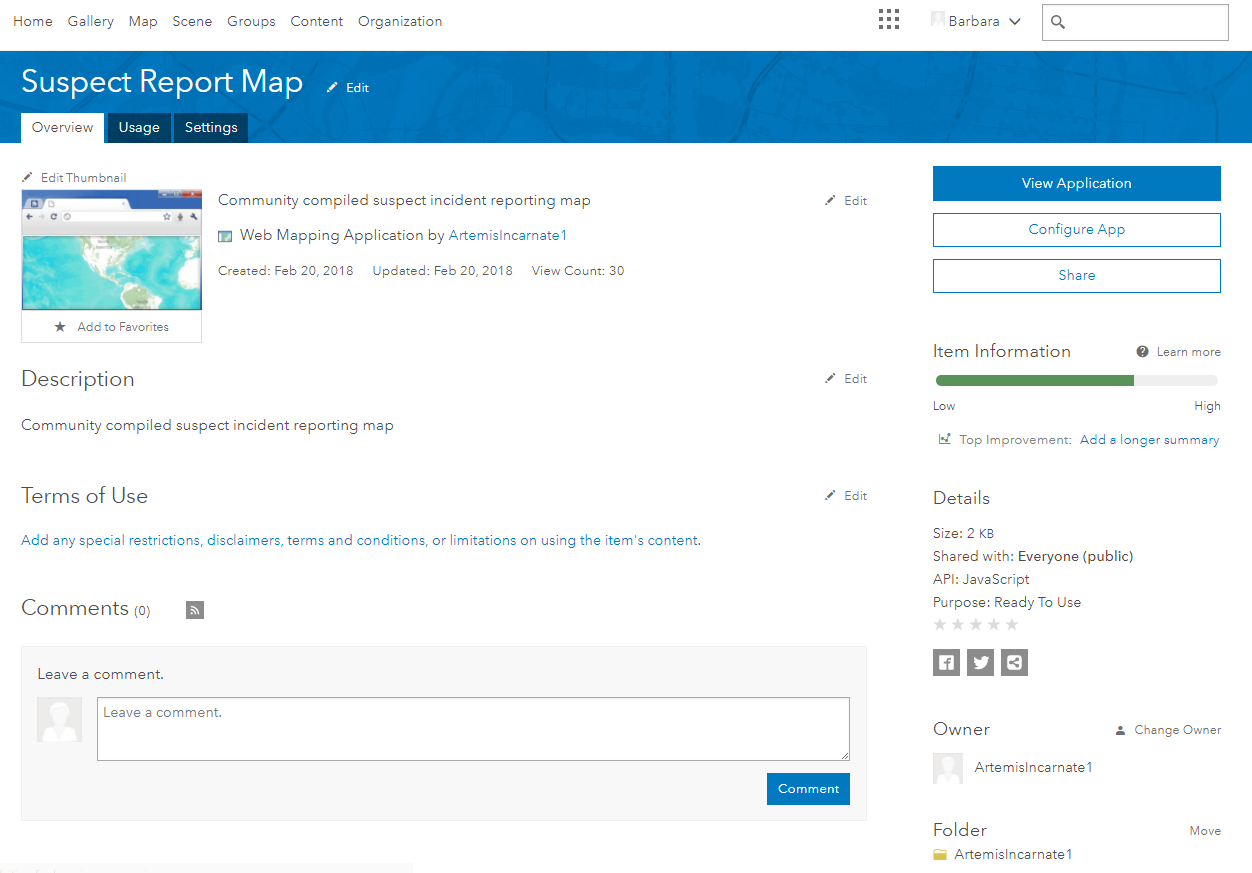 Home Gallery Map Scene Groups Content Organization Barbara
Suspect Report Map Edit
Overview Usage Settings
Edit Thumbnail
Community compiled suspect incident reporting map Edit
Web Mapping Application by ArtemisIncarnate1
Created: Feb 20, 2018 Updated: Feb 20, 2018 View Count: 30
Add to Favorites
Description Edit
Community compiled suspect incident reporting map
Terms of Use Edit
Add any special restrictions, disclaimers, terms and conditions, or limitations on using the item's content.
Comments (0)
Leave a comment.
Leave a comment.
Comment
View Application
Configure App
Share
Item Information Learn more
Low High
Top Improvement: Add a longer summary
Details
Size: 2 KB
Shared with: Everyone (public)
API: JavaScript
Purpose: Ready To Use
Owner Change Owner
ArtemisIncarnate1
Folder Move
ArtemisIncarnate1